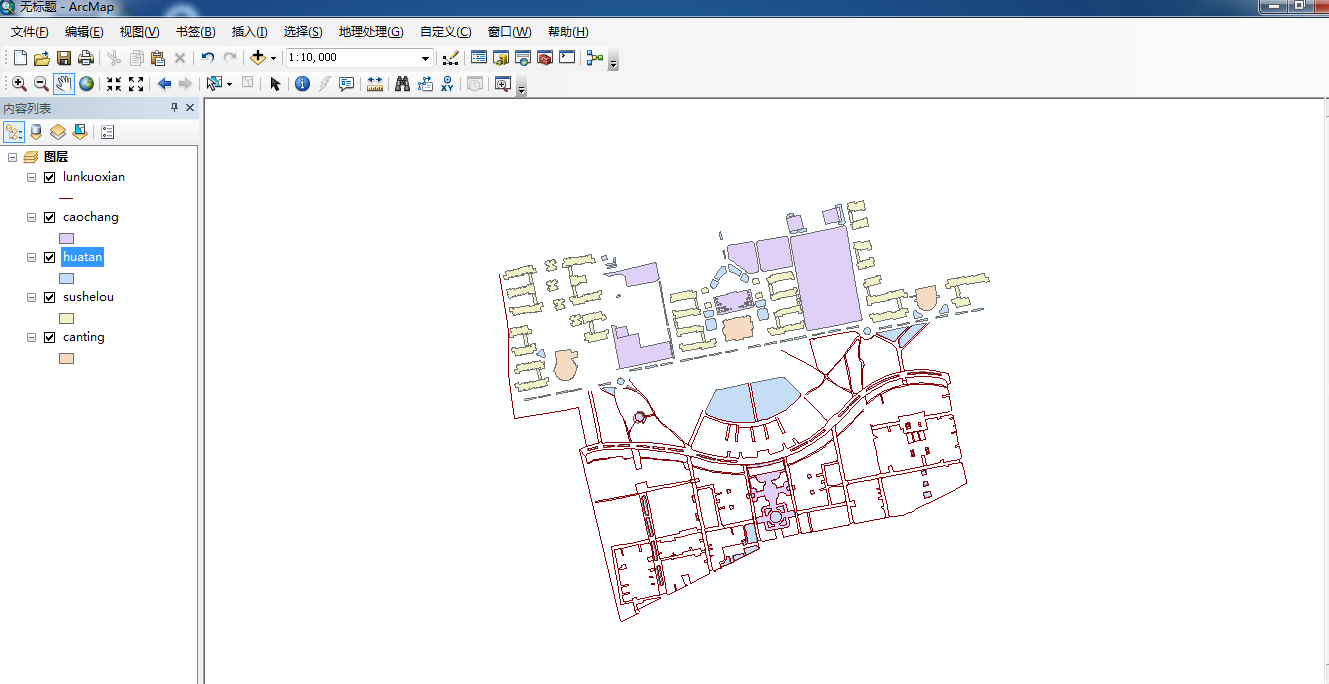 无标题 - ArcMap
文件(F) 编辑(E) 视图(V) 书签(B) 插入(I) 选择(S) 地理处理(G) 自定义(C) 窗口(W) 帮助(H)
1:10,000
XY
内容列表
图层
lunkuoxian
caochang
huatan
sushelou
canting